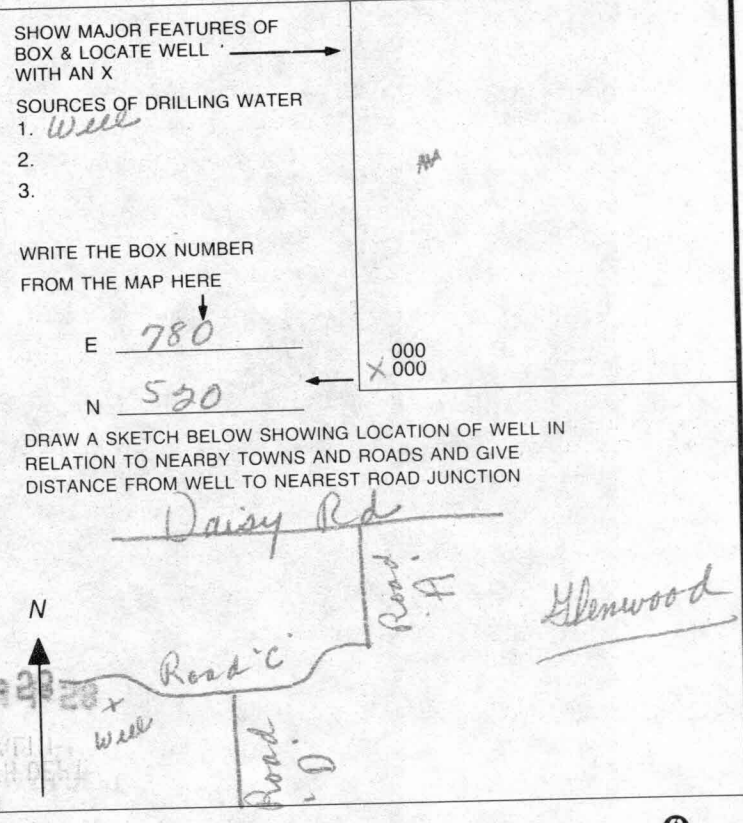 SHOW MAJOR FEATURES OF
BOX & LOCATE WELL
WITH AN X
SOURCES OF DRILLING WATER
1. Well
2.
3.
WRITE THE BOX NUMBER
FROM THE MAP HERE
E 780
N 520
000
X 000
DRAW A SKETCH BELOW SHOWING LOCATION OF WELL IN
RELATION TO NEARBY TOWNS AND ROADS AND GIVE
DISTANCE FROM WELL TO NEAREST ROAD JUNCTION
Daisy Rd
Road "A"
Glenwood
N
Road "C"
X
Well
Road "D"